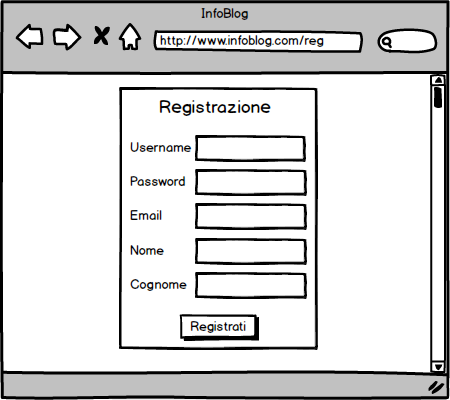 InfoBlog
http://www.infoblog.com/reg
Registrazione
Username
Password
Email
Nome
Cognome
Registrati